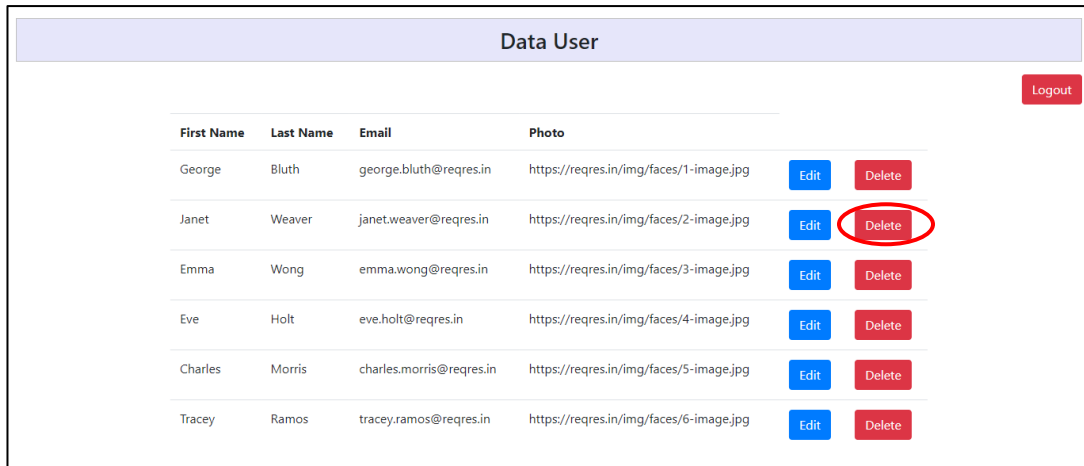 Data User
Logout
First Name Last Name Email Photo
George Bluth george.bluth@reqres.in https://reqres.in/img/faces/1-image.jpg Edit Delete
Janet Weaver janet.weaver@reqres.in https://reqres.in/img/faces/2-image.jpg Edit Delete
Emma Wong emma.wong@reqres.in https://reqres.in/img/faces/3-image.jpg Edit Delete
Eve Holt eve.holt@reqres.in https://reqres.in/img/faces/4-image.jpg Edit Delete
Charles Morris charles.morris@reqres.in https://reqres.in/img/faces/5-image.jpg Edit Delete
Tracey Ramos tracey.ramos@reqres.in https://reqres.in/img/faces/6-image.jpg Edit Delete